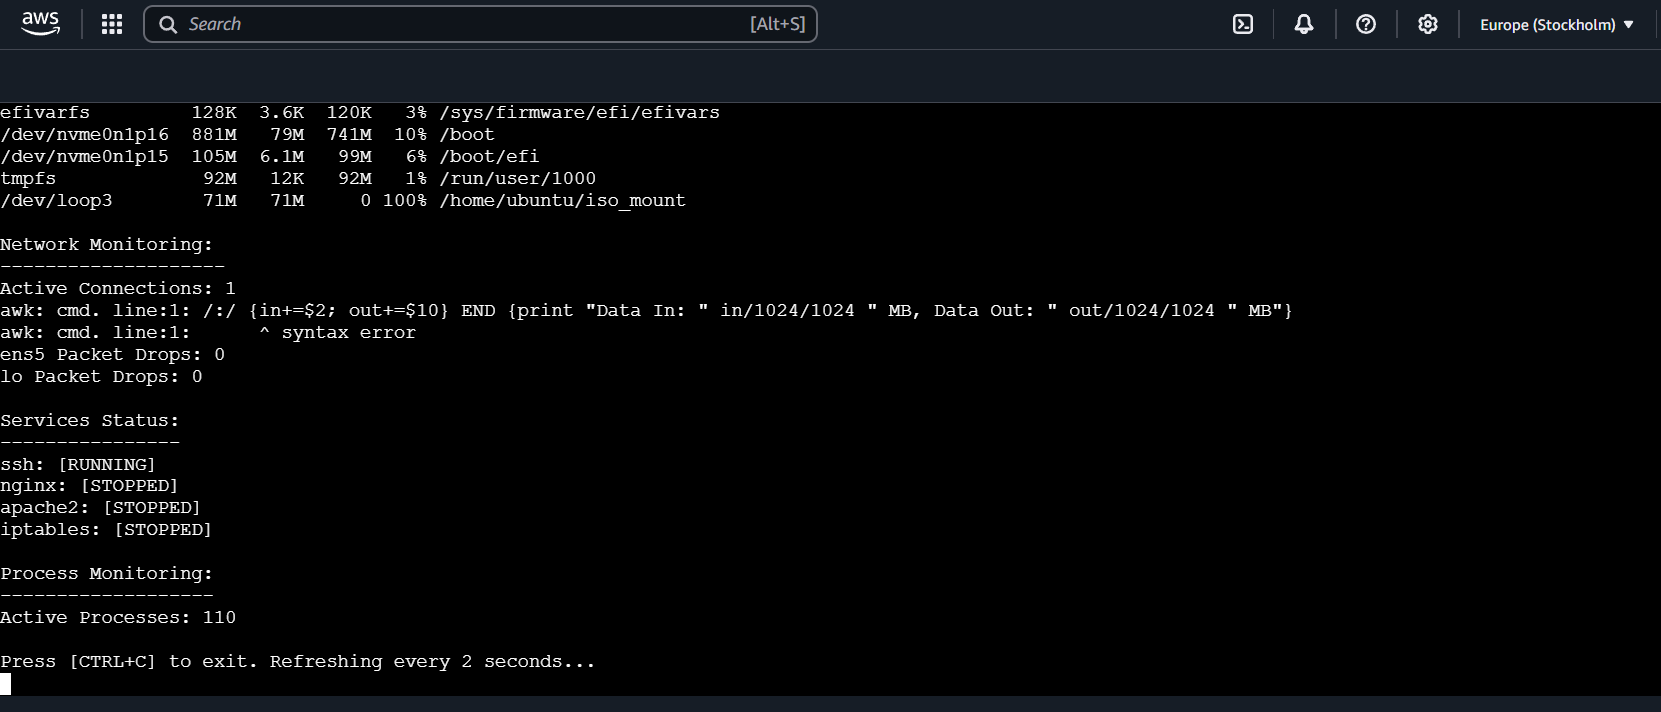 aws
Search [Alt+S]
Europe (Stockholm)
efivarfs 128K 3.6K 120K 3% /sys/firmware/efi/efivars
/dev/nvme0n1p16 881M 79M 741M 10% /boot
/dev/nvme0n1p15 105M 6.1M 99M 6% /boot/efi
tmpfs 92M 12K 92M 1% /run/user/1000
/dev/loop3 71M 71M 0 100% /home/ubuntu/iso_mount
Network Monitoring:
--------------------
Active Connections: 1
awk: cmd. line:1: /:/ {in+=$2; out+=$10} END {print "Data In: " in/1024/1024 " MB, Data Out: " out/1024/1024 " MB"}
awk: cmd. line:1:      ^ syntax error
ens5 Packet Drops: 0
lo Packet Drops: 0
Services Status:
----------------
ssh: [RUNNING]
nginx: [STOPPED]
apache2: [STOPPED]
iptables: [STOPPED]
Process Monitoring:
-------------------
Active Processes: 110
Press [CTRL+C] to exit. Refreshing every 2 seconds...